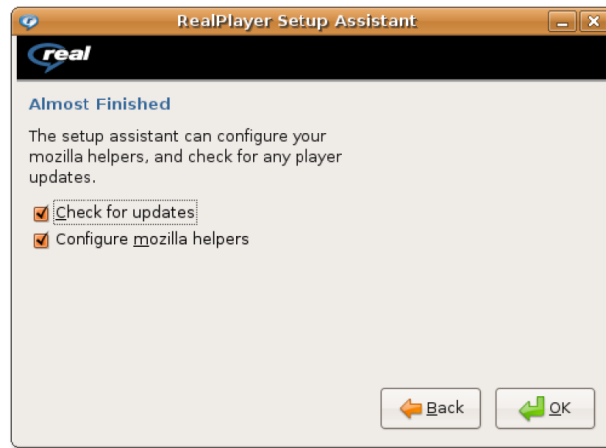 RealPlayer Setup Assistant
real
Almost Finished
The setup assistant can configure your
mozilla helpers, and check for any player
updates.
Check for updates
Configure mozilla helpers
Back OK